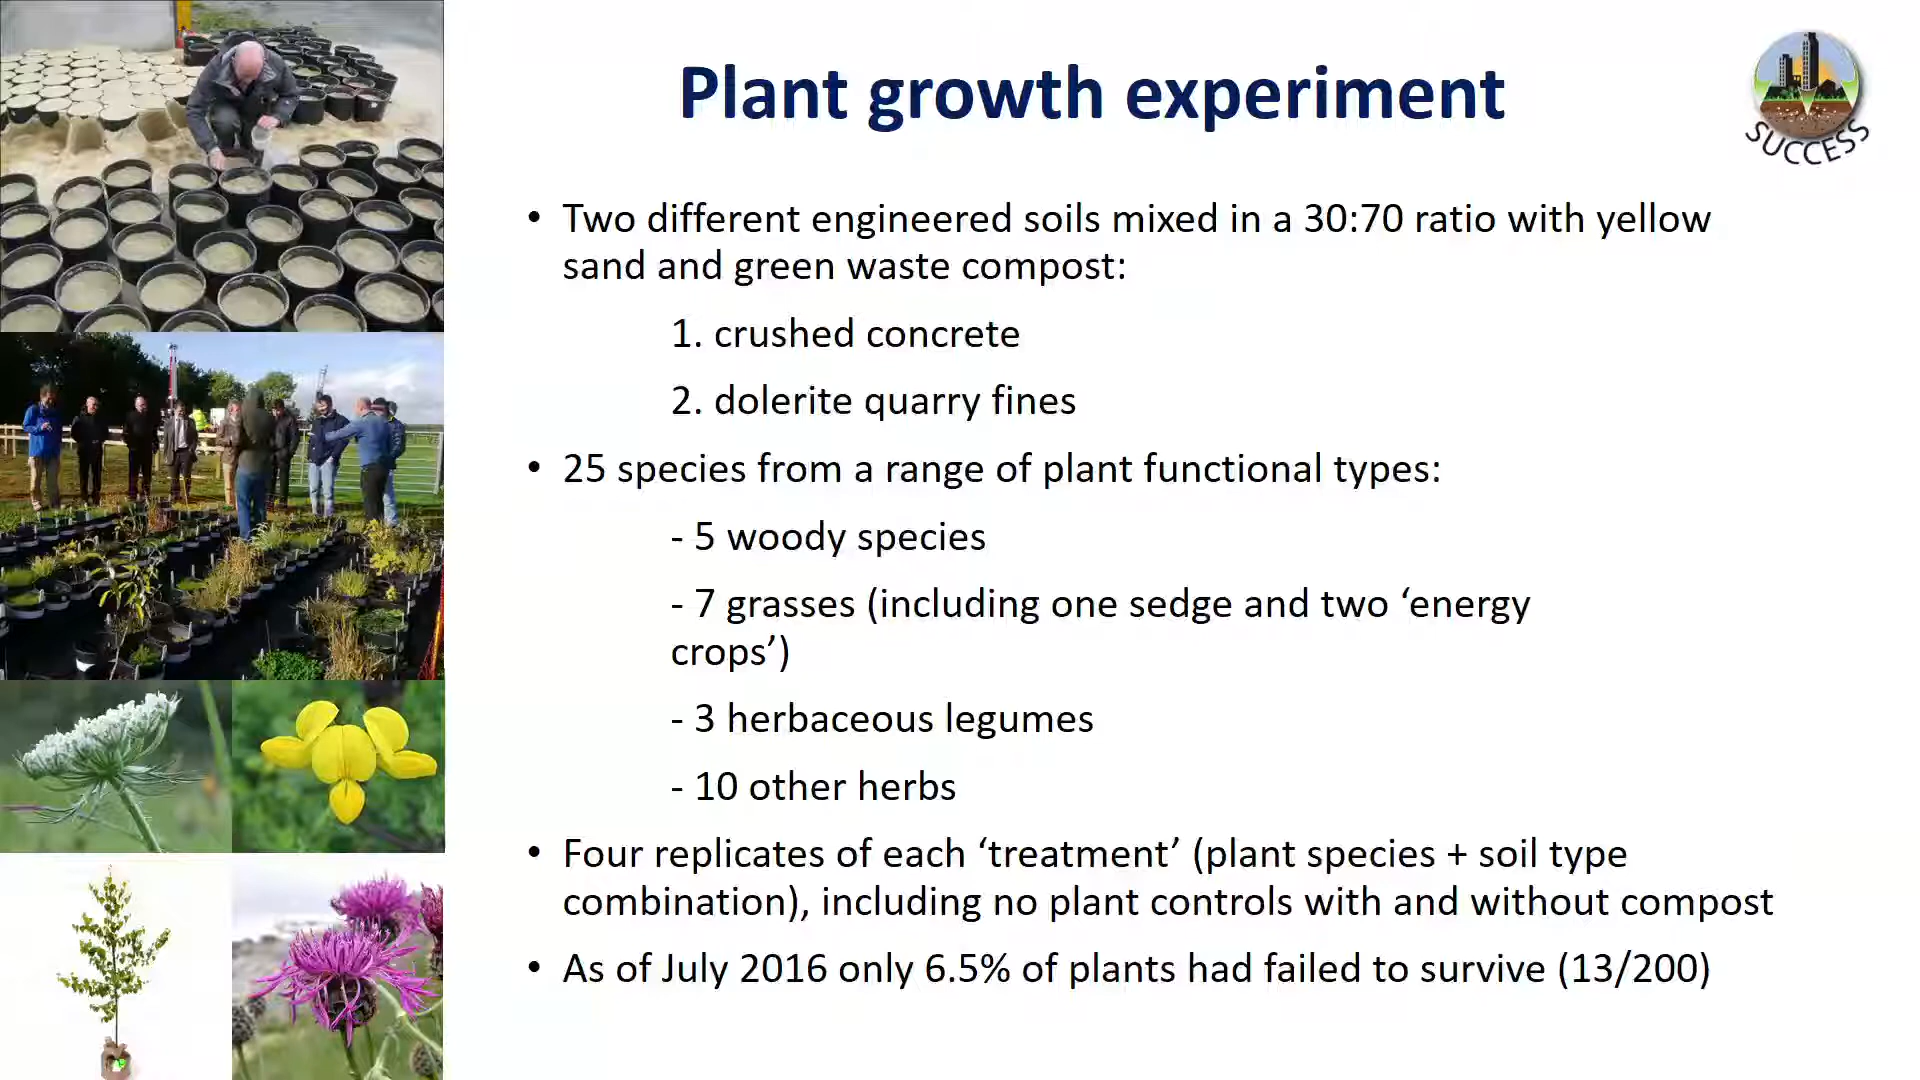 Plant growth experiment
SUCCESS
• Two different engineered soils mixed in a 30:70 ratio with yellow
sand and green waste compost:
1. crushed concrete
2. dolerite quarry fines
• 25 species from a range of plant functional types:
- 5 woody species
- 7 grasses (including one sedge and two ‘energy
crops’)
- 3 herbaceous legumes
- 10 other herbs
• Four replicates of each ‘treatment’ (plant species + soil type
combination), including no plant controls with and without compost
• As of July 2016 only 6.5% of plants had failed to survive (13/200)